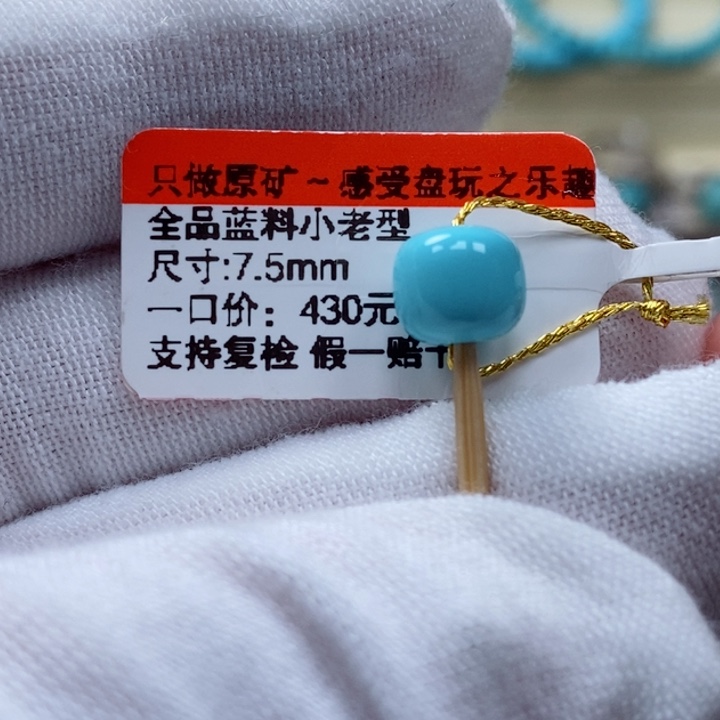 只做原矿 ~ 感受盘玩之乐趣
全品蓝料小老型
尺寸:7.5mm
一口价: 430元
支持复检 假一赔十